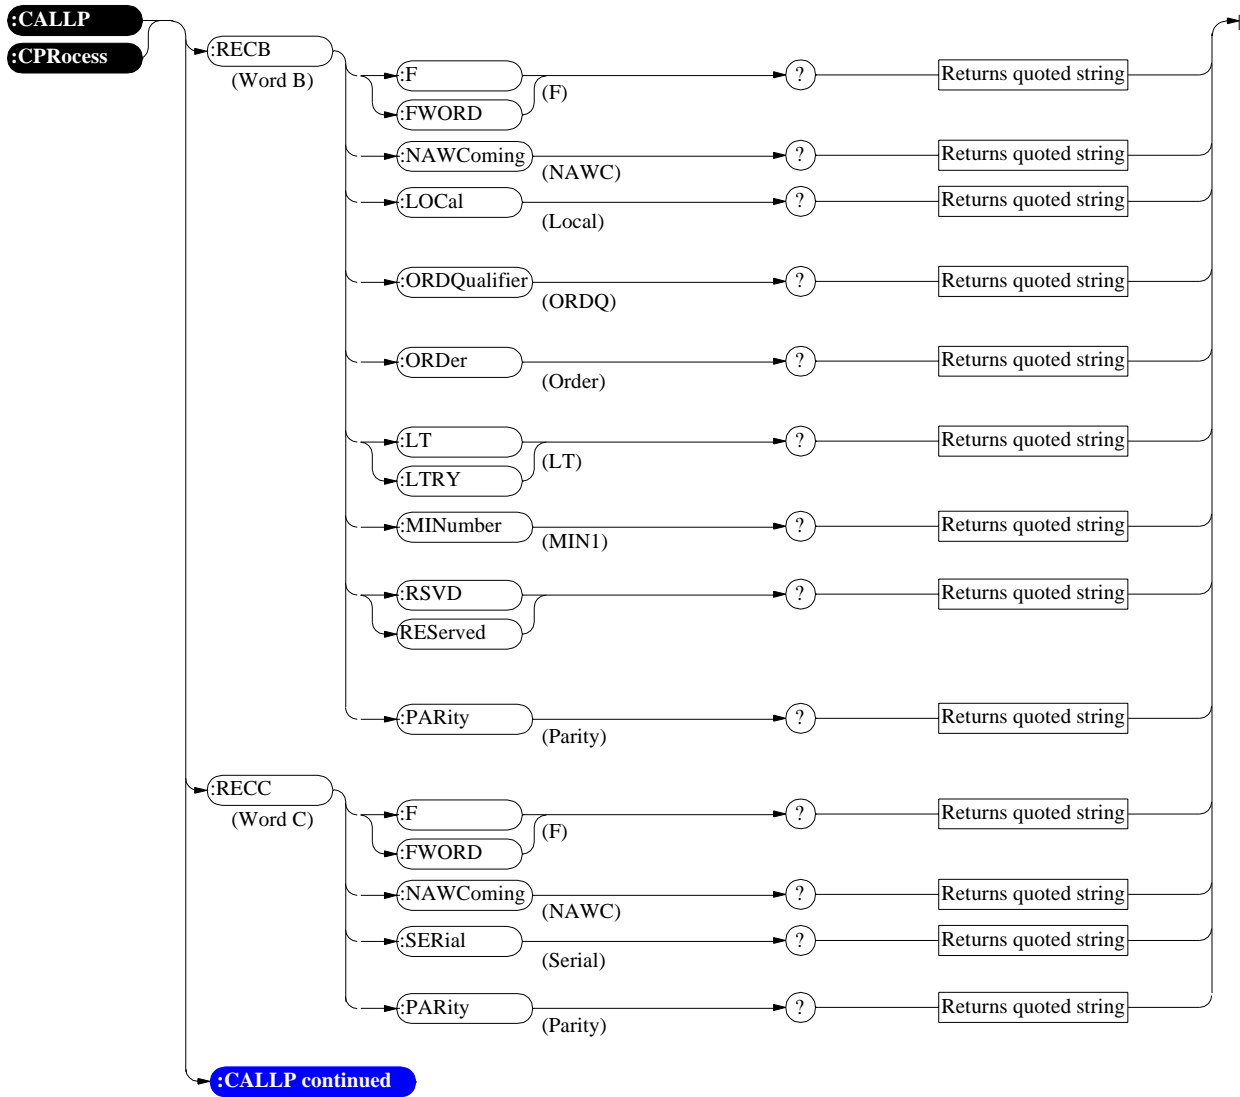 :CALLP
:CPRocess
:RECB
(Word B)
:F
(F)
? Returns quoted string
:FWORD
:NAWComing
(NAWC)
? Returns quoted string
:LOCal
(Local)
? Returns quoted string
:ORDQualifier
(ORDQ)
? Returns quoted string
:ORDer
(Order)
? Returns quoted string
:LT
(LT)
? Returns quoted string
:LTRY
:MINumber
(MIN1)
? Returns quoted string
:RSVD
? Returns quoted string
REServed
:PARity
(Parity)
? Returns quoted string
:RECC
(Word C)
:F
(F)
? Returns quoted string
:FWORD
:NAWComing
(NAWC)
? Returns quoted string
:SERial
(Serial)
? Returns quoted string
:PARity
(Parity)
? Returns quoted string
:CALLP continued